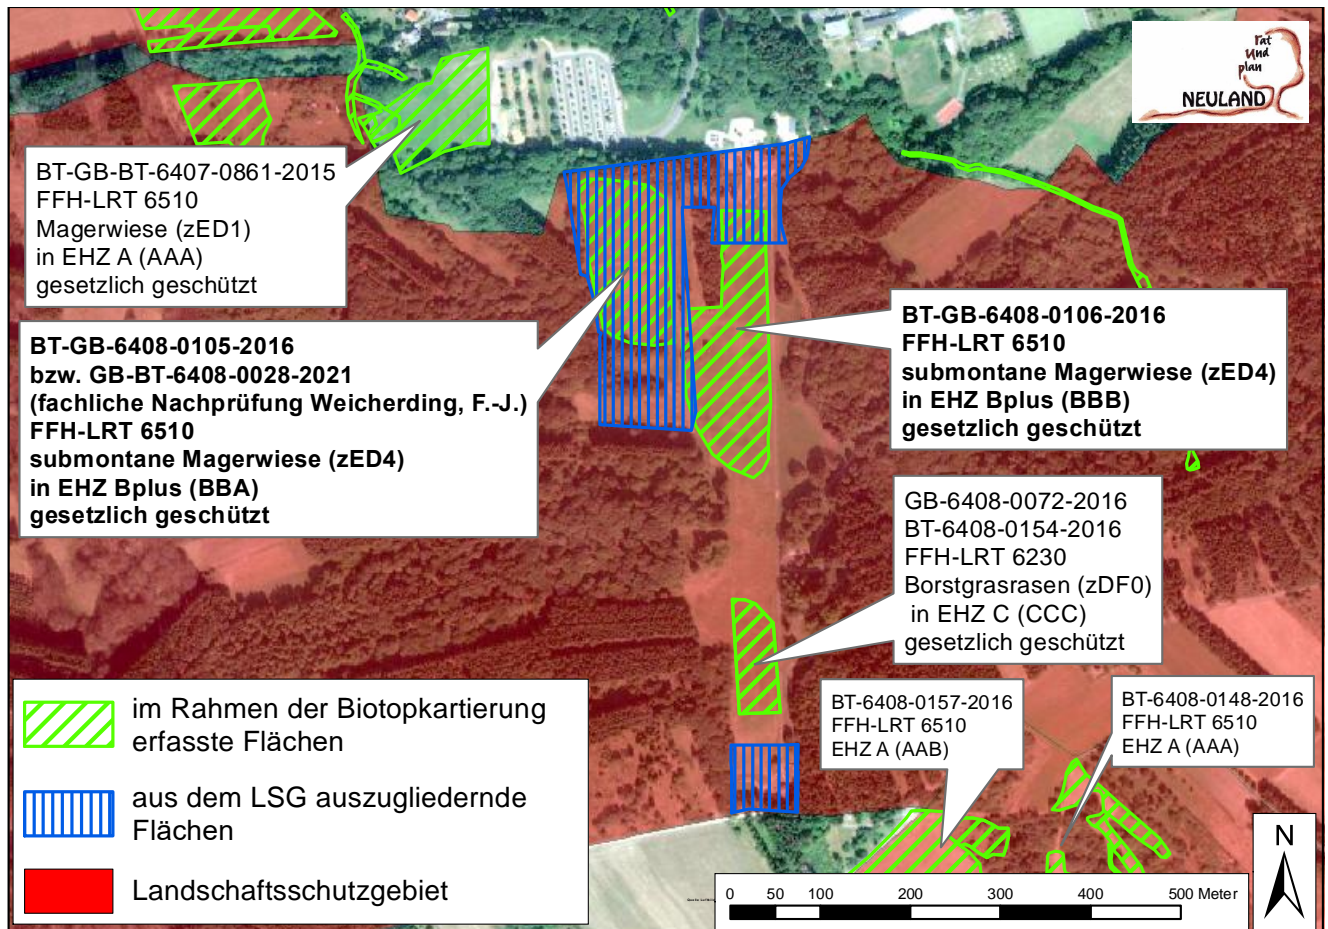 rat
und
plan
NEULAND
BT-GB-BT-6407-0861-2015
FFH-LRT 6510
Magerwiese (zED1)
in EHZ A (AAA)
gesetzlich geschützt
BT-GB-6408-0105-2016
bzw. GB-BT-6408-0028-2021
(fachliche Nachprüfung Weicherding, F.-J.)
FFH-LRT 6510
submontane Magerwiese (zED4)
in EHZ Bplus (BBA)
gesetzlich geschützt
BT-GB-6408-0106-2016
FFH-LRT 6510
submontane Magerwiese (zED4)
in EHZ Bplus (BBB)
gesetzlich geschützt
GB-6408-0072-2016
BT-6408-0154-2016
FFH-LRT 6230
Borstgrasrasen (zDF0)
in EHZ C (CCC)
gesetzlich geschützt
BT-6408-0157-2016
FFH-LRT 6510
EHZ A (AAB)
BT-6408-0148-2016
FFH-LRT 6510
EHZ A (AAA)
im Rahmen der Biotopkartierung
erfasste Flächen
aus dem LSG auszugliedernde
Flächen
Landschaftsschutzgebiet
N
0 50 100 200 300 400 500 Meter